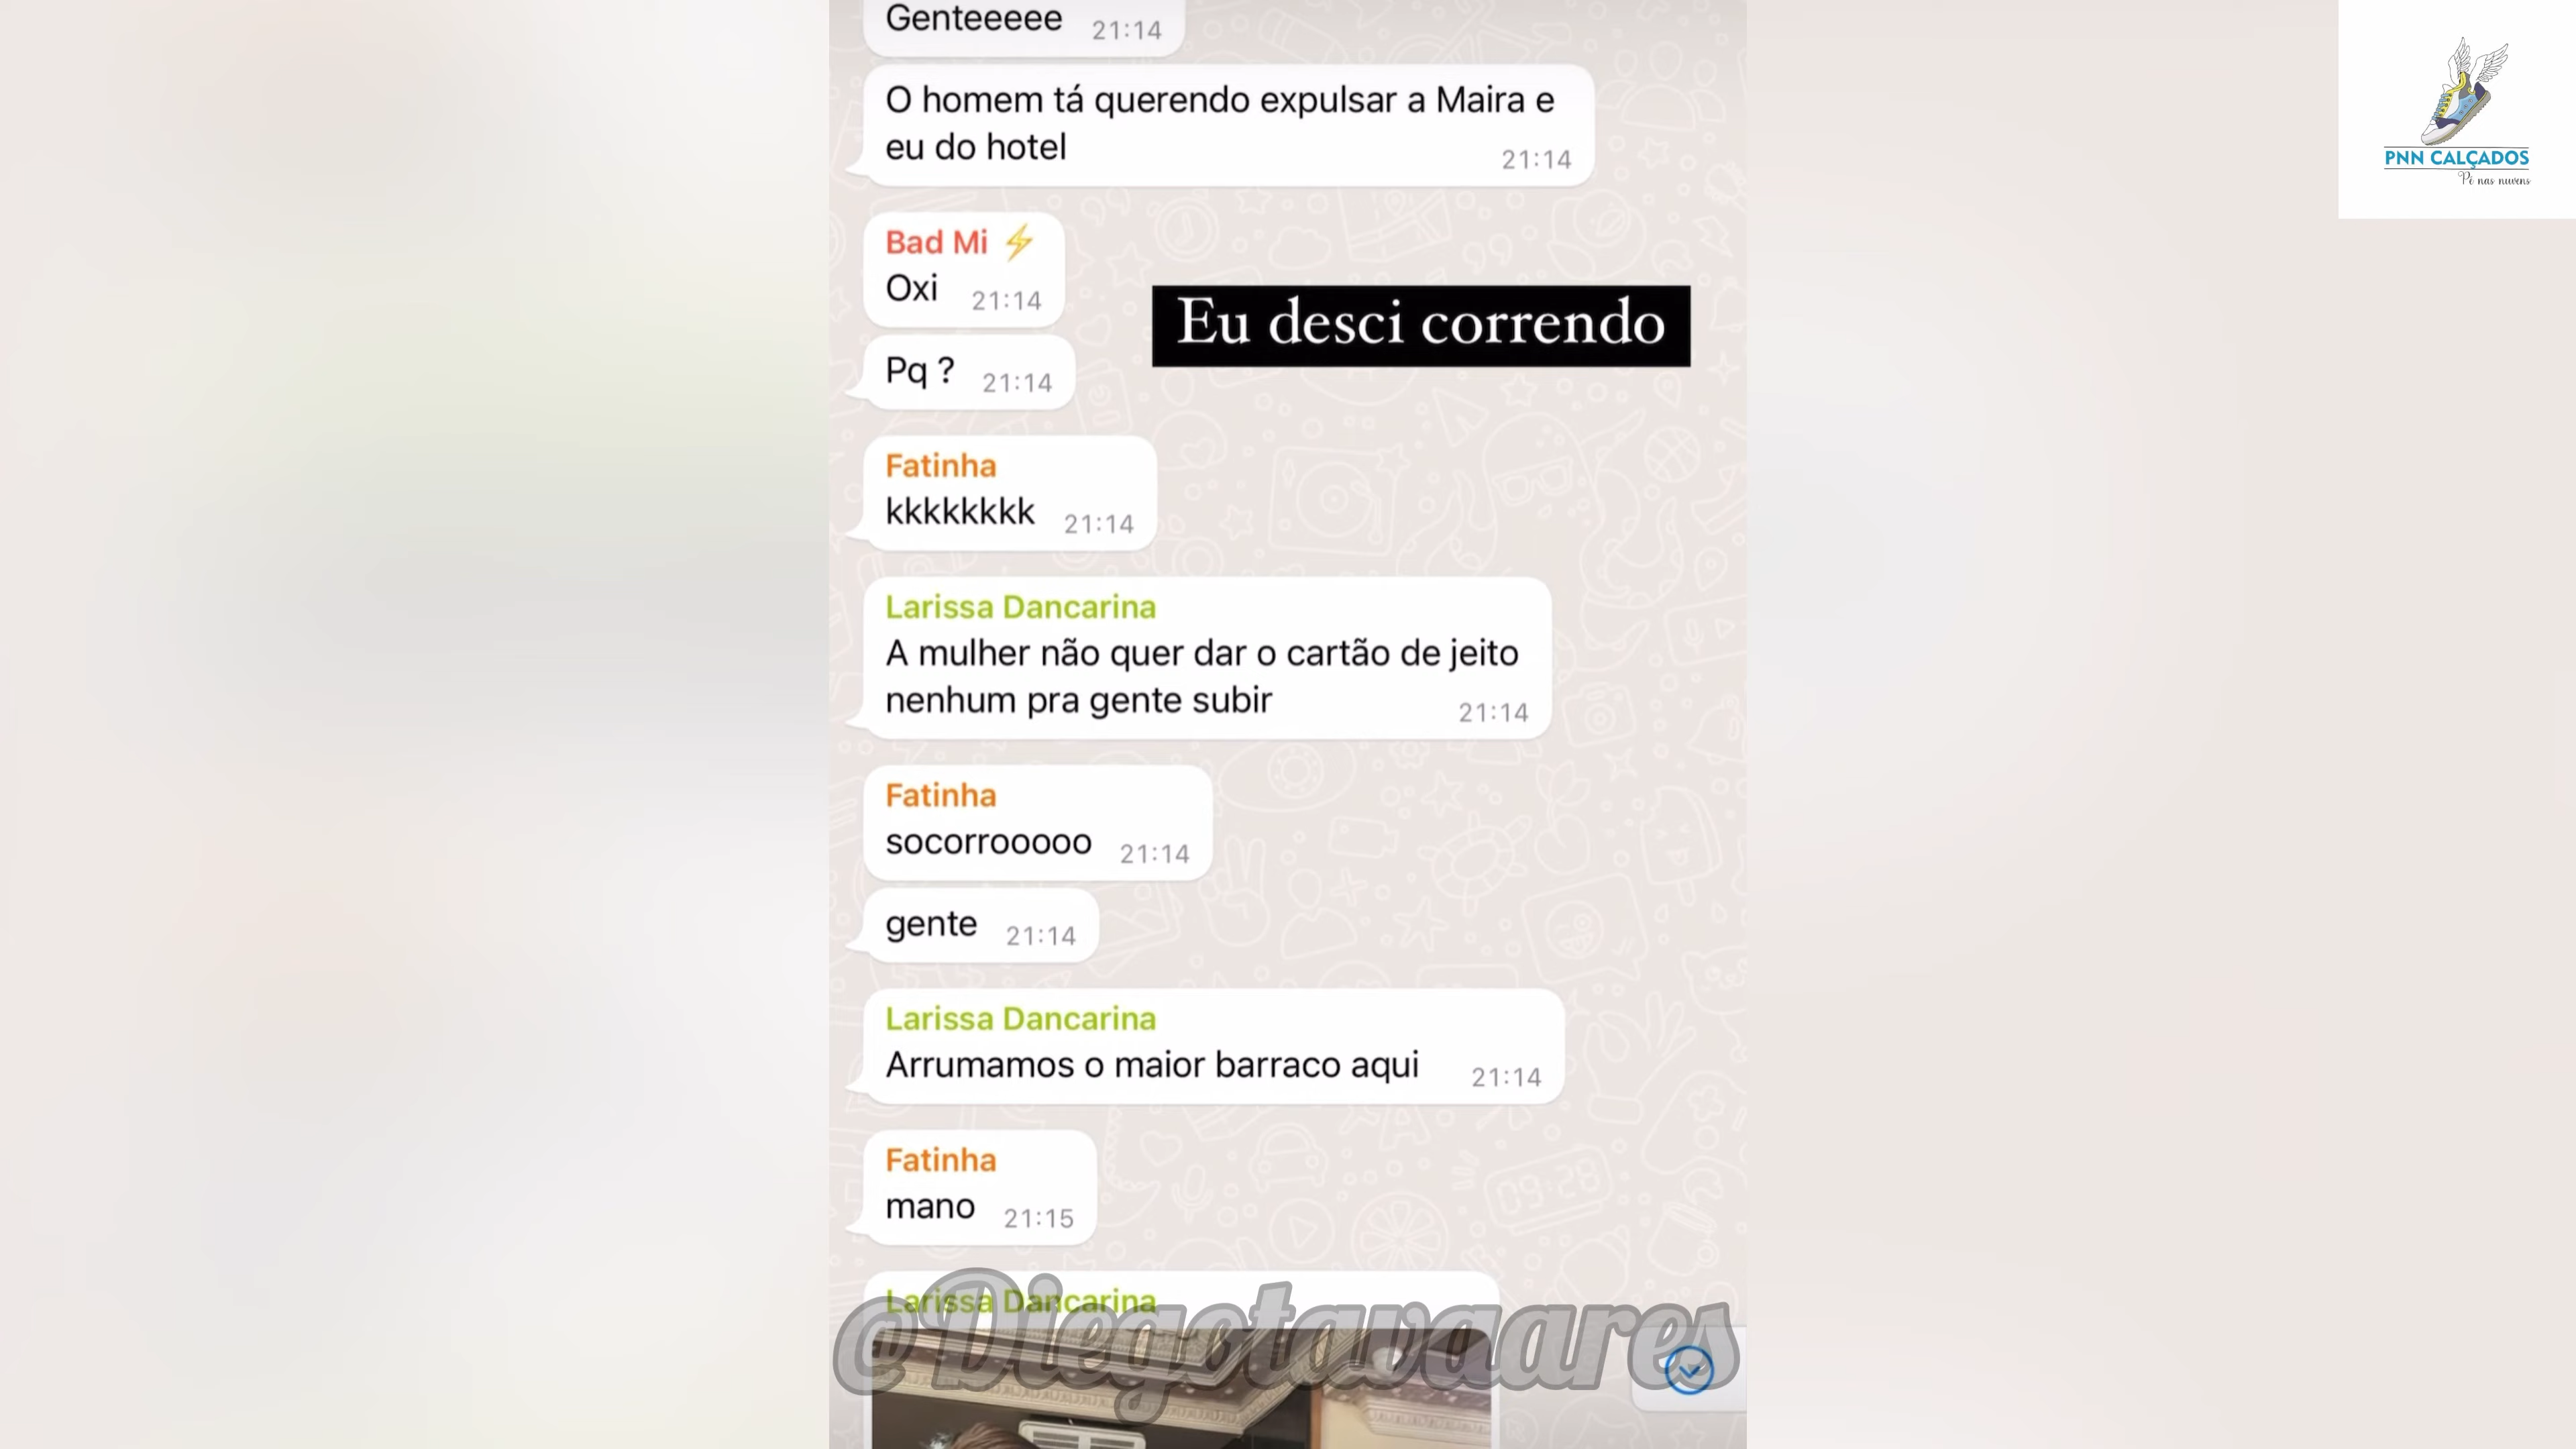 Genteeeee 21:14
O homem tá querendo expulsar a Maira e
eu do hotel 21:14
Bad Mi ⚡
Oxi 21:14
Eu desci correndo
Pq ? 21:14
Fatinha
kkkkkkkk 21:14
Larissa Dancarina
A mulher não quer dar o cartão de jeito
nenhum pra gente subir 21:14
Fatinha
socorrooooo 21:14
gente 21:14
Larissa Dancarina
Arrumamos o maior barraco aqui 21:14
Fatinha
mano 21:15
Larissa Dancarina
@Diegotavaares
PNN CALÇADOS
Pé nas nuvens